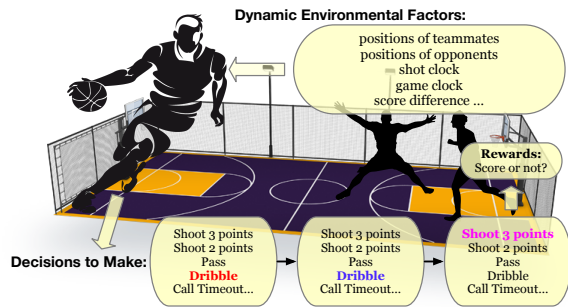 Dynamic Environmental Factors:
positions of teammates
positions of opponents
shot clock
game clock
score difference ...
Rewards:
Score or not?
Decisions to Make:
Shoot 3 points
Shoot 2 points
Pass
Dribble
Call Timeout...
Shoot 3 points
Shoot 2 points
Pass
Dribble
Call Timeout...
Shoot 3 points
Shoot 2 points
Pass
Dribble
Call Timeout...